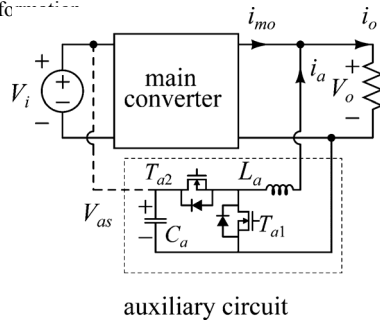 i_mo i_o
i_a
V_i + − + − main converter V_o + −
T_a2 L_a
V_as + − C_a T_a1
auxiliary circuit